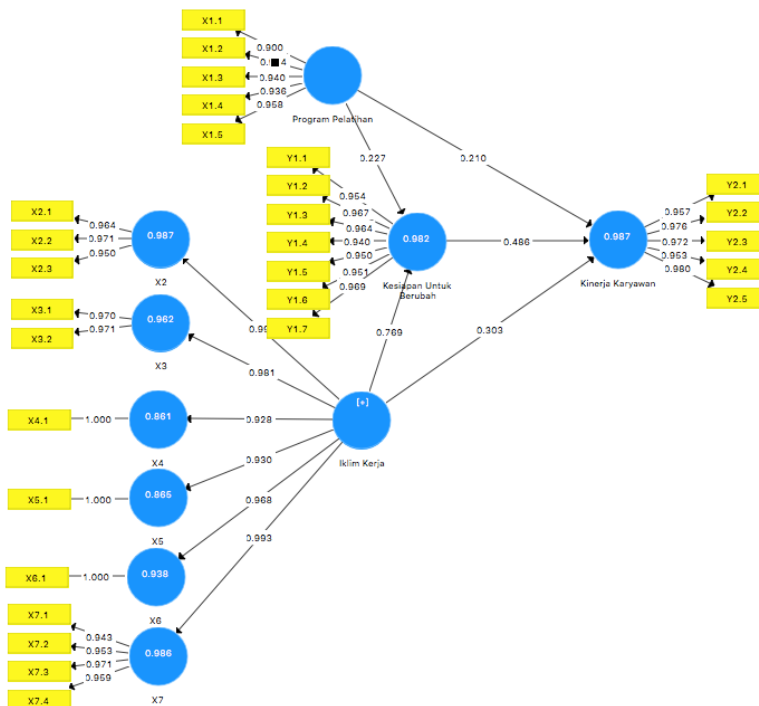 X1.1
X1.2
X1.3
X1.4
X1.5
0.900
0.940
0.936
0.958
Program Pelatihan
0.227
0.210
Y1.1
Y1.2
Y1.3
Y1.4
Y1.5
Y1.6
Y1.7
0.954
0.967
0.964
0.940
0.950
0.951
0.969
0.982
Kesiapan Untuk
Berubah
0.486
Y2.1
Y2.2
Y2.3
Y2.4
Y2.5
0.957
0.976
0.972
0.953
0.980
0.987
Kinerja Karyawan
X2.1
X2.2
X2.3
0.964
0.971
0.950
0.987
X2
X3.1
X3.2
0.970
0.971
0.962
X3
0.981
0.769
0.303
[+]
Iklim Kerja
X4.1
1.000
0.861
X4
0.928
X5.1
1.000
0.865
X5
0.930
X6.1
1.000
0.938
X6
0.968
X7.1
X7.2
X7.3
X7.4
0.943
0.953
0.971
0.959
0.986
X7
0.993